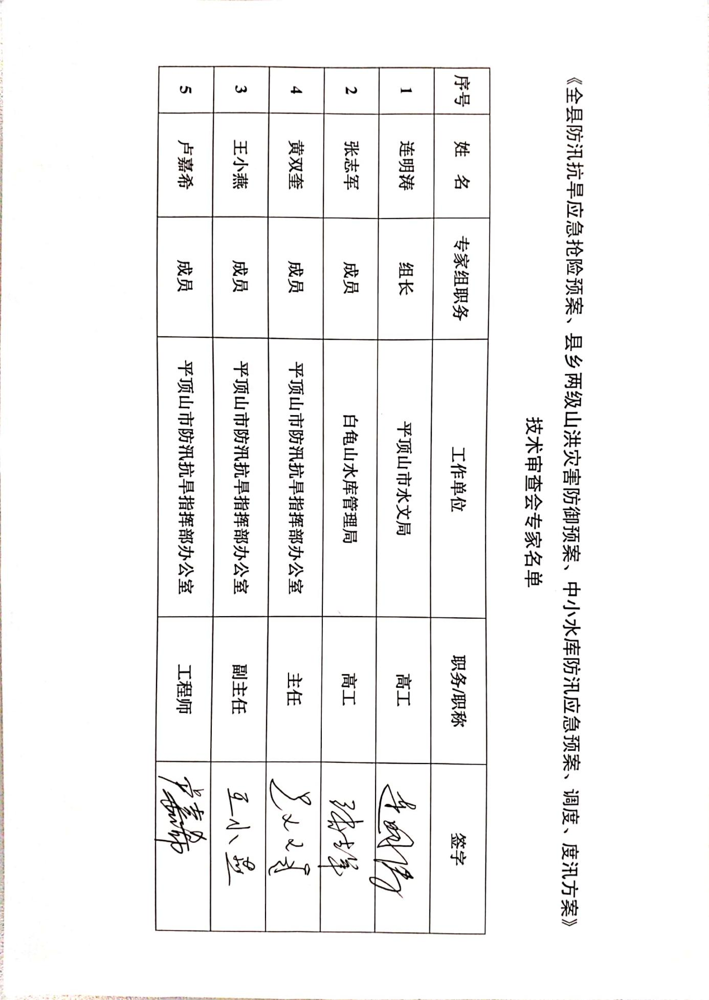 《全县防汛抗旱应急抢险预案、县乡两级山洪灾害防御预案、中小水库防汛应急预案、调度、度汛方案》
技术审查会专家名单
序号 姓 名 专家组职务 工作单位 职务/职称 签字
1 连明涛 组长 平顶山市水文局 高工 连明涛
2 张志军 成员 白龟山水库管理局 高工 张志军
4 黄双奎 成员 平顶山市防汛抗旱指挥部办公室 主任
3 王小燕 成员 平顶山市防汛抗旱指挥部办公室 副主任 王小燕
5 卢嘉希 成员 平顶山市防汛抗旱指挥部办公室 工程师 卢嘉希